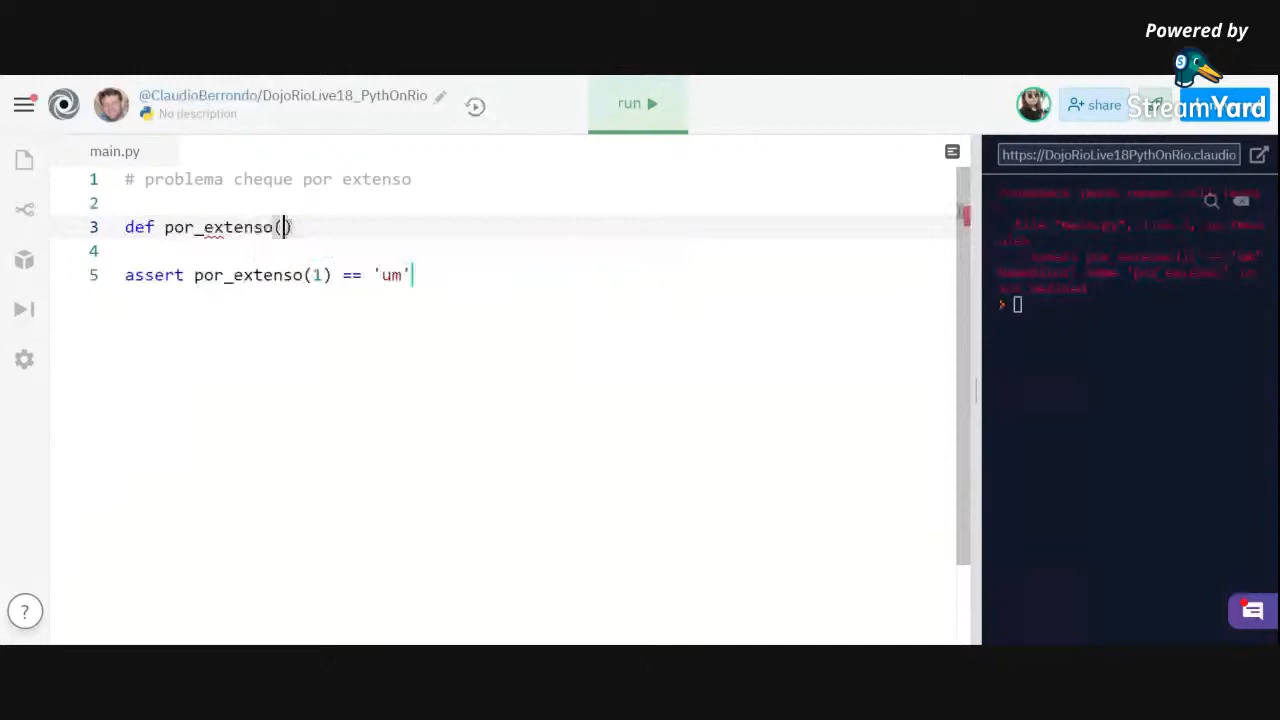 Powered by
StreamYard
@ClaudioBerrondo/DojoRioLive18_PythOnRio
No description
run
share
main.py
https://DojoRioLive18PythOnRio.claudio
1 # problema cheque por extenso
2
3 def por_extenso()
4
5 assert por_extenso(1) == 'um'
?